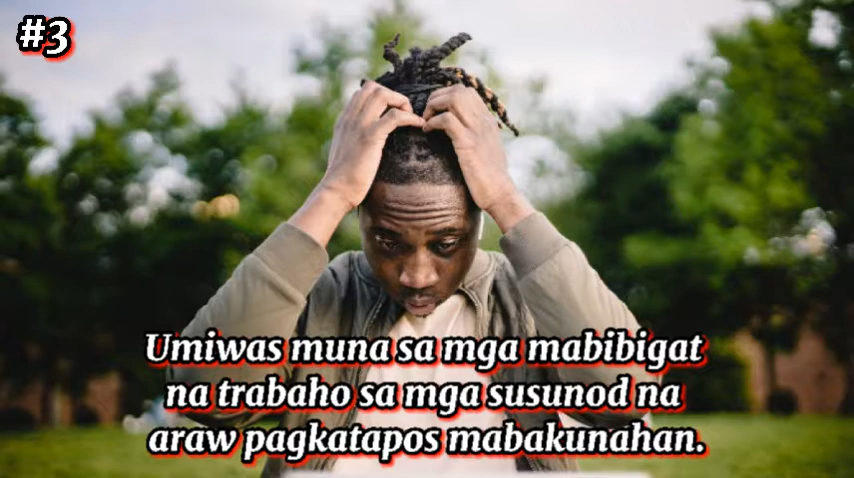 #3
Umiwas muna sa mga mabibigat
na trabaho sa mga susunod na
araw pagkatapos mabakunahan.